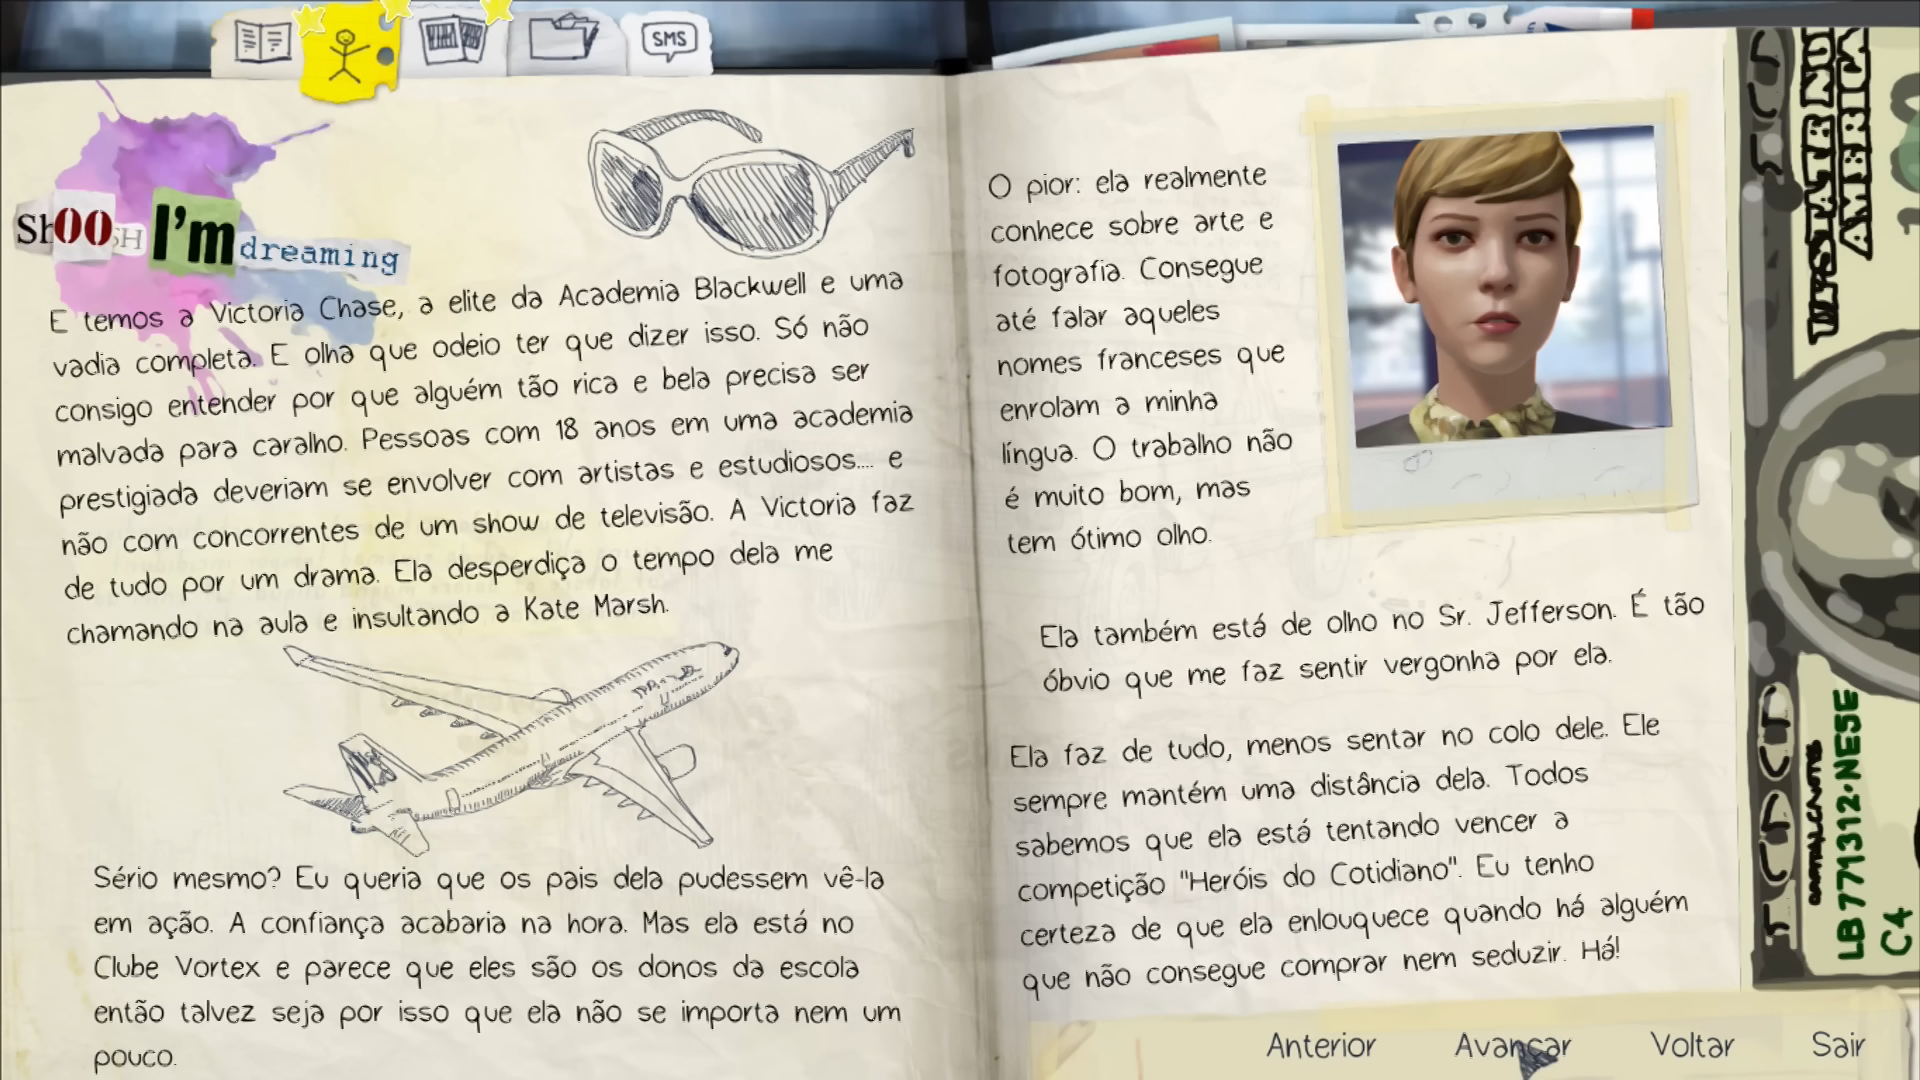 SMS
ShOOSH I'm dreaming
E temos a Victoria Chase, a elite da Academia Blackwell e uma
vadia completa. E olha que odeio ter que dizer isso. Só não
consigo entender por que alguém tão rica e bela precisa ser
malvada para caralho. Pessoas com 18 anos em uma academia
prestigiada deveriam se envolver com artistas e estudiosos.... e
não com concorrentes de um show de televisão. A Victoria faz
de tudo por um drama. Ela desperdiça o tempo dela me
chamando na aula e insultando a Kate Marsh.
Sério mesmo? Eu queria que os pais dela pudessem vê-la
em ação. A confiança acabaria na hora. Mas ela está no
Clube Vortex e parece que eles são os donos da escola
então talvez seja por isso que ela não se importa nem um
pouco.
O pior: ela realmente
conhece sobre arte e
fotografia. Consegue
até falar aqueles
nomes franceses que
enrolam a minha
língua. O trabalho não
é muito bom, mas
tem ótimo olho.
Ela também está de olho no Sr. Jefferson. É tão
óbvio que me faz sentir vergonha por ela.
Ela faz de tudo, menos sentar no colo dele. Ele
sempre mantém uma distância dela. Todos
sabemos que ela está tentando vencer a
competição "Heróis do Cotidiano". Eu tenho
certeza de que ela enlouquece quando há alguém
que não consegue comprar nem seduzir. Há!
AMERICA
LB771312·NE5E
C4
Anterior Avançar Voltar Sair